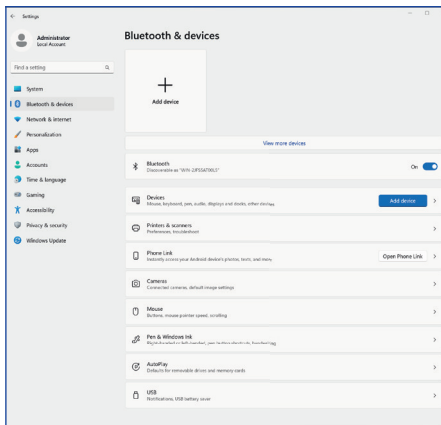 Settings
Administrator
Local Account
Find a setting
System
Bluetooth & devices
Network & internet
Personalization
Apps
Accounts
Time & language
Gaming
Accessibility
Privacy & security
Windows Update
Bluetooth & devices
Add device
View more devices
Bluetooth
Discoverable as
On
Devices
Mouse, keyboard, pen, audio, displays and docks, other devices
Add device
Printers & scanners
Preferences, troubleshoot
Phone Link
Instantly access your Android device's photos, texts, and more
Open Phone Link
Cameras
Connected cameras, default image settings
Mouse
Buttons, mouse pointer speed, scrolling
Pen & Windows Ink
AutoPlay
Defaults for removable drives and memory cards
USB
Notifications, USB battery saver